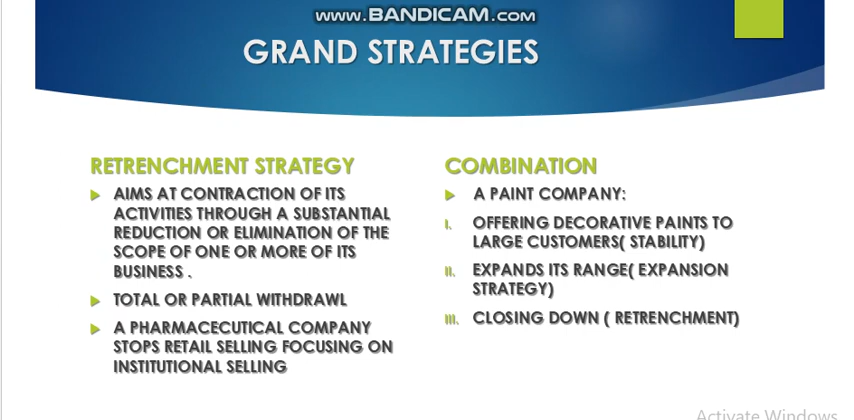 www.BANDICAM.com
GRAND STRATEGIES
RETRENCHMENT STRATEGY
AIMS AT CONTRACTION OF ITS
ACTIVITIES THROUGH A SUBSTANTIAL
REDUCTION OR ELIMINATION OF THE
SCOPE OF ONE OR MORE OF ITS
BUSINESS .
TOTAL OR PARTIAL WITHDRAWL
A PHARMACECUTICAL COMPANY
STOPS RETAIL SELLING FOCUSING ON
INSTITUTIONAL SELLING
COMBINATION
A PAINT COMPANY:
I. OFFERING DECORATIVE PAINTS TO
LARGE CUSTOMERS( STABILITY)
II. EXPANDS ITS RANGE( EXPANSION
STRATEGY)
III. CLOSING DOWN ( RETRENCHMENT)
Activate Windows